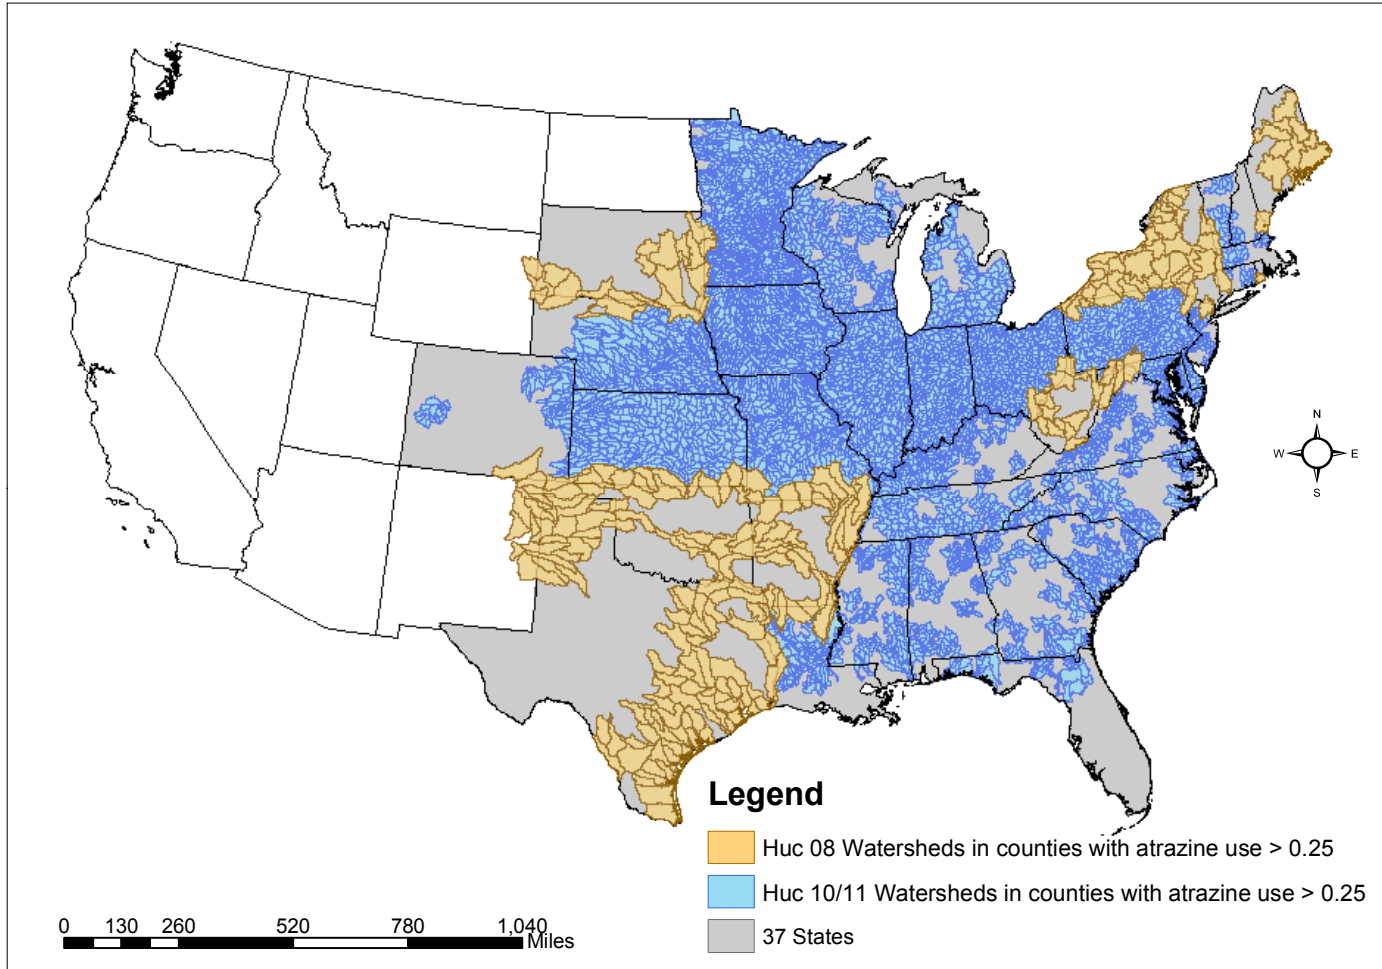 N
W E
S
Legend
Huc 08 Watersheds in counties with atrazine use > 0.25
Huc 10/11 Watersheds in counties with atrazine use > 0.25
37 States
0 130 260 520 780 1,040
Miles